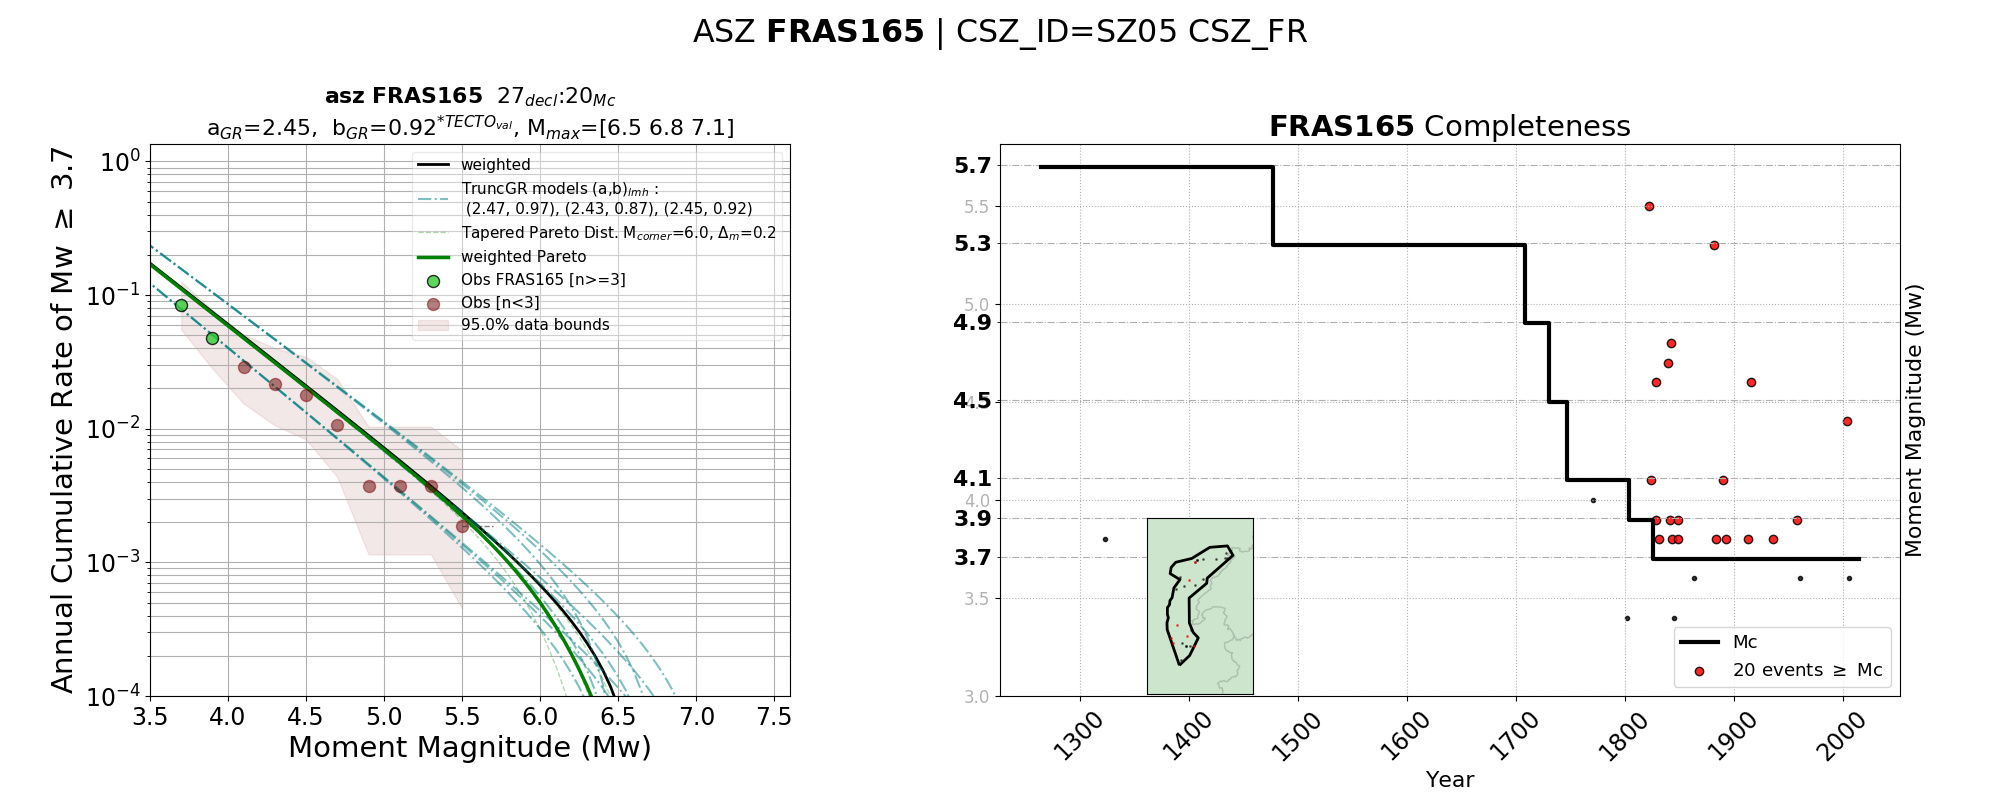 ASZ FRAS165 | CSZ_ID=SZ05 CSZ_FR
asz FRAS165 27decl:20Mc
aGR=2.45, bGR=0.92*TECTOval, Mmax=[6.5 6.8 7.1]
Annual Cumulative Rate of Mw ≥ 3.7
10^0
10^-1
10^-2
10^-3
10^-4
weighted
TruncGR models (a,b)lmh :
(2.47, 0.97), (2.43, 0.87), (2.45, 0.92)
Tapered Pareto Dist. Mcorner=6.0, Δm=0.2
weighted Pareto
Obs FRAS165 [n>=3]
Obs [n<3]
95.0% data bounds
3.5 4.0 4.5 5.0 5.5 6.0 6.5 7.0 7.5
Moment Magnitude (Mw)
FRAS165 Completeness
5.7
5.5
5.3
5.0
4.9
4.5
4.1
4.0
3.9
3.7
3.5
3.0
Moment Magnitude (Mw)
Mc
20 events ≥ Mc
1300 1400 1500 1600 1700 1800 1900 2000
Year